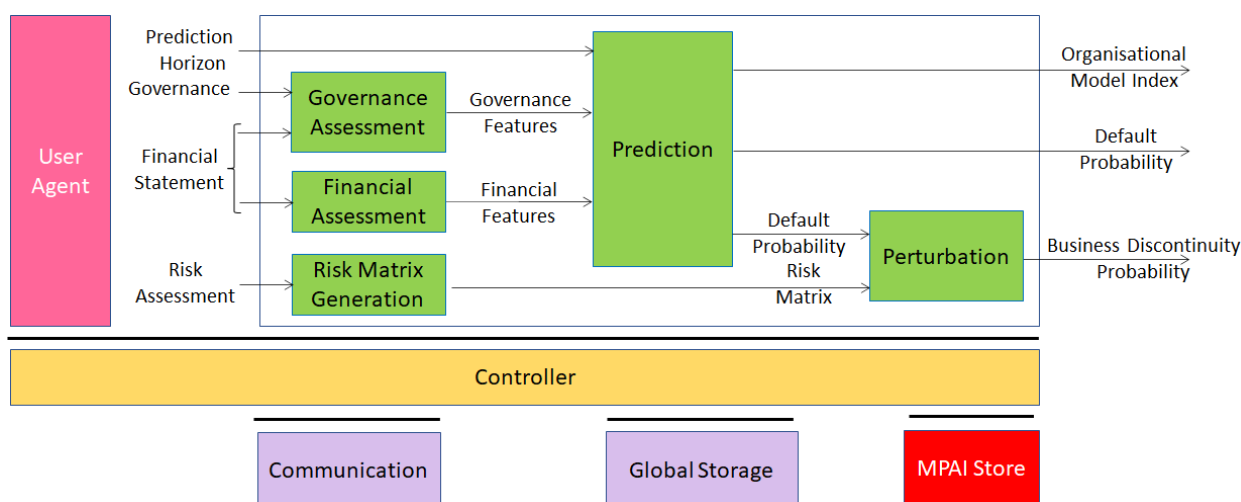 Prediction
Horizon
Governance
Financial
Statement
Risk
Assessment
User
Agent
Governance
Assessment
Financial
Assessment
Risk Matrix
Generation
Governance
Features
Financial
Features
Prediction
Default
Probability
Risk
Matrix
Perturbation
Organisational
Model Index
Default
Probability
Business Discontinuity
Probability
Controller
Communication
Global Storage
MPAI Store